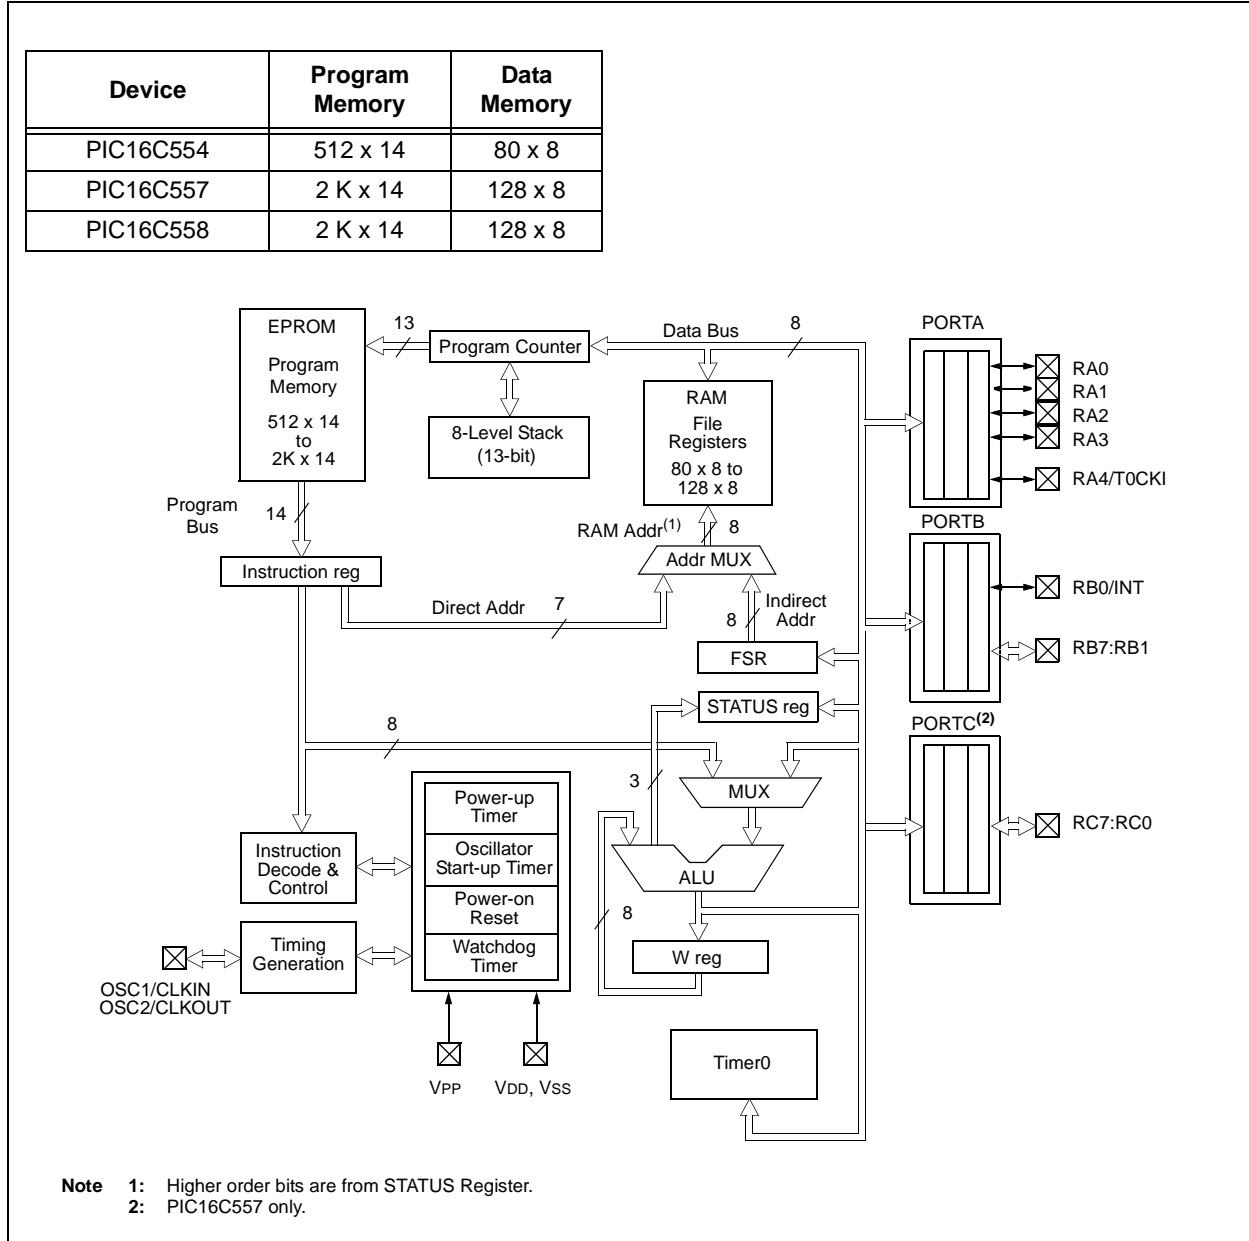 Device Program Memory Data Memory
PIC16C554 512 x 14 80 x 8
PIC16C557 2 K x 14 128 x 8
PIC16C558 2 K x 14 128 x 8
EPROM
Program
Memory
512 x 14
to
2K x 14
13
Program Counter
8-Level Stack
(13-bit)
Data Bus
8
RAM
File
Registers
80 x 8 to
128 x 8
PORTA
RA0
RA1
RA2
RA3
RA4/T0CKI
Program
Bus
14
RAM Addr(1)
8
Addr MUX
PORTB
RB0/INT
RB7:RB1
Instruction reg
Direct Addr
7
8
Indirect
Addr
FSR
STATUS reg
8
3
MUX
PORTC(2)
RC7:RC0
Power-up
Timer
Oscillator
Start-up Timer
Power-on
Reset
Watchdog
Timer
Instruction
Decode &
Control
ALU
8
W reg
Timing
Generation
OSC1/CLKIN
OSC2/CLKOUT
VPP
VDD, VSS
Timer0
Note 1: Higher order bits are from STATUS Register.
2: PIC16C557 only.